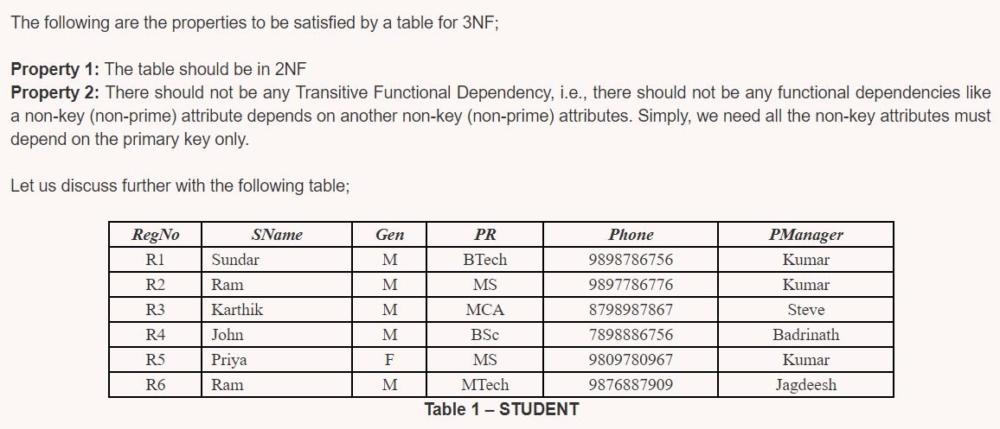 The following are the properties to be satisfied by a table for 3NF;
Property 1: The table should be in 2NF
Property 2: There should not be any Transitive Functional Dependency, i.e., there should not be any functional dependencies like
a non-key (non-prime) attribute depends on another non-key (non-prime) attributes. Simply, we need all the non-key attributes must
depend on the primary key only.
Let us discuss further with the following table;
RegNo SName Gen PR Phone PManager
R1 Sundar M BTech 9898786756 Kumar
R2 Ram M MS 9897786776 Kumar
R3 Karthik M MCA 8798987867 Steve
R4 John M BSc 7898886756 Badrinath
R5 Priya F MS 9809780967 Kumar
R6 Ram M MTech 9876887909 Jagdeesh
Table 1 – STUDENT